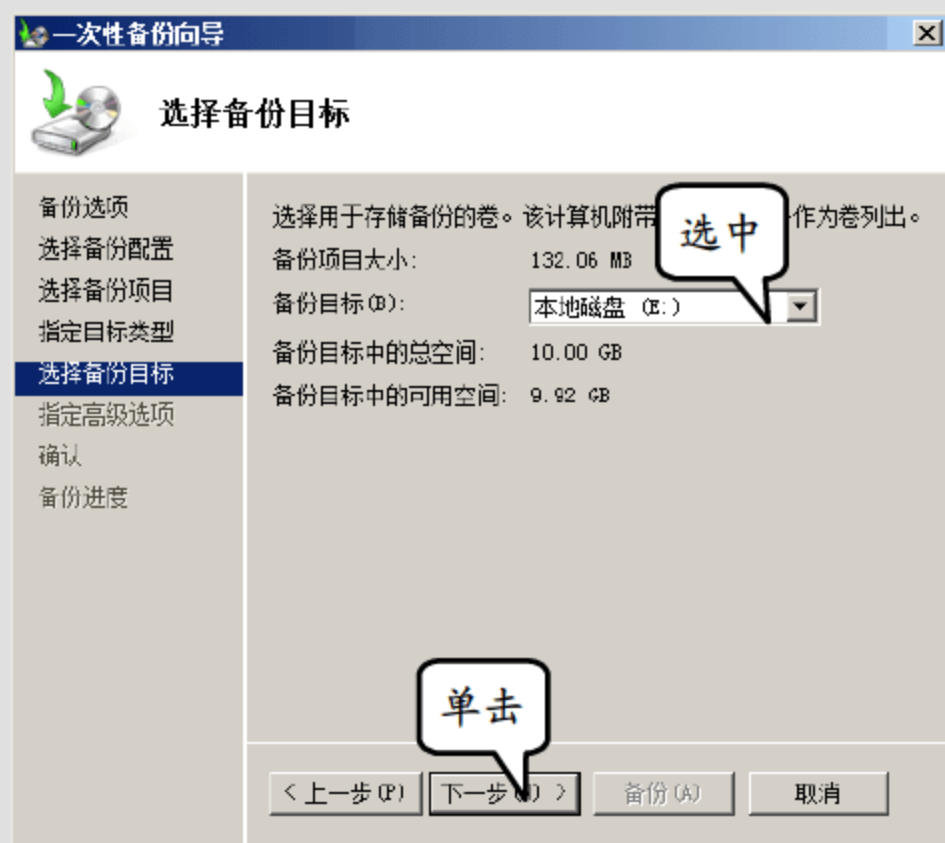 一次性备份向导
选择备份目标
备份选项
选择备份配置
选择备份项目
指定目标类型
选择备份目标
指定高级选项
确认
备份进度
选择用于存储备份的卷。该计算机附带 作为卷列出。
选中
备份项目大小: 132.06 MB
备份目标(B): 本地磁盘 (E:)
备份目标中的总空间: 10.00 GB
备份目标中的可用空间: 9.92 GB
单击
< 上一步(P) 下一步 > 备份(A) 取消